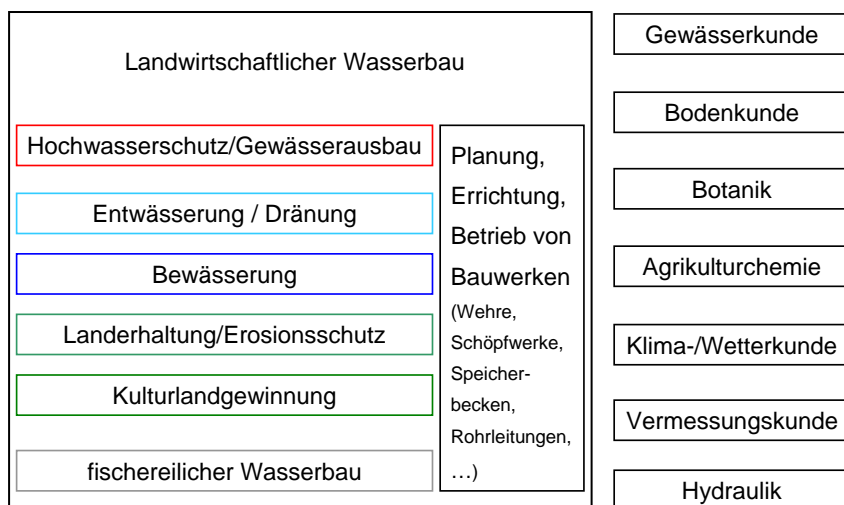 Landwirtschaftlicher Wasserbau
Hochwasserschutz/Gewässerausbau
Entwässerung / Dränung
Bewässerung
Landerhaltung/Erosionsschutz
Kulturlandgewinnung
fischereilicher Wasserbau
Planung,
Errichtung,
Betrieb von
Bauwerken
(Wehre,
Schöpfwerke,
Speicher-
becken,
Rohrleitungen,
…)
Gewässerkunde
Bodenkunde
Botanik
Agrikulturchemie
Klima-/Wetterkunde
Vermessungskunde
Hydraulik